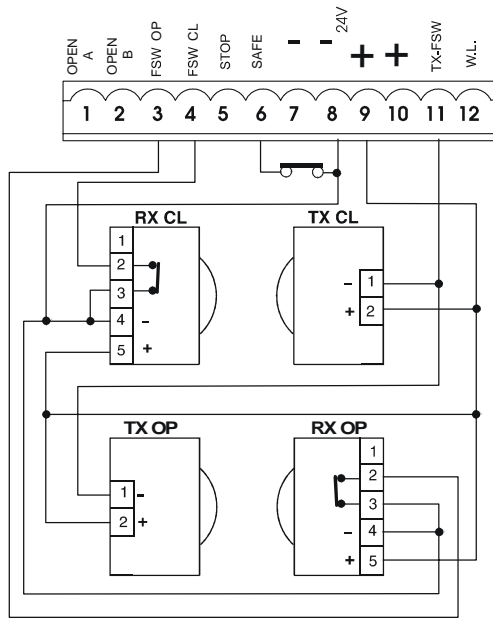 OPEN A
OPEN B
FSW OP
FSW CL
STOP
SAFE
-
-
24V
+
+
TX-FSW
W.L.
1 2 3 4 5 6 7 8 9 10 11 12
RX CL
1
2
3
4 -
5 +
TX CL
- 1
+ 2
TX OP
1 -
2 +
RX OP
1
2
3
- 4
+ 5